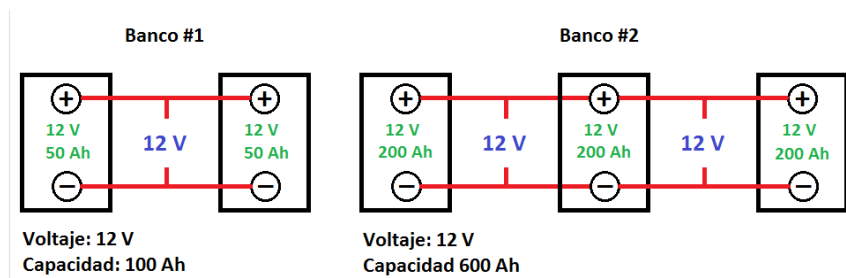 Banco #1
+
+
12 V
50 Ah
12 V
12 V
50 Ah
−
−
Voltaje: 12 V
Capacidad: 100 Ah
Banco #2
+
+
+
12 V
200 Ah
12 V
12 V
200 Ah
12 V
12 V
200 Ah
−
−
−
Voltaje: 12 V
Capacidad 600 Ah